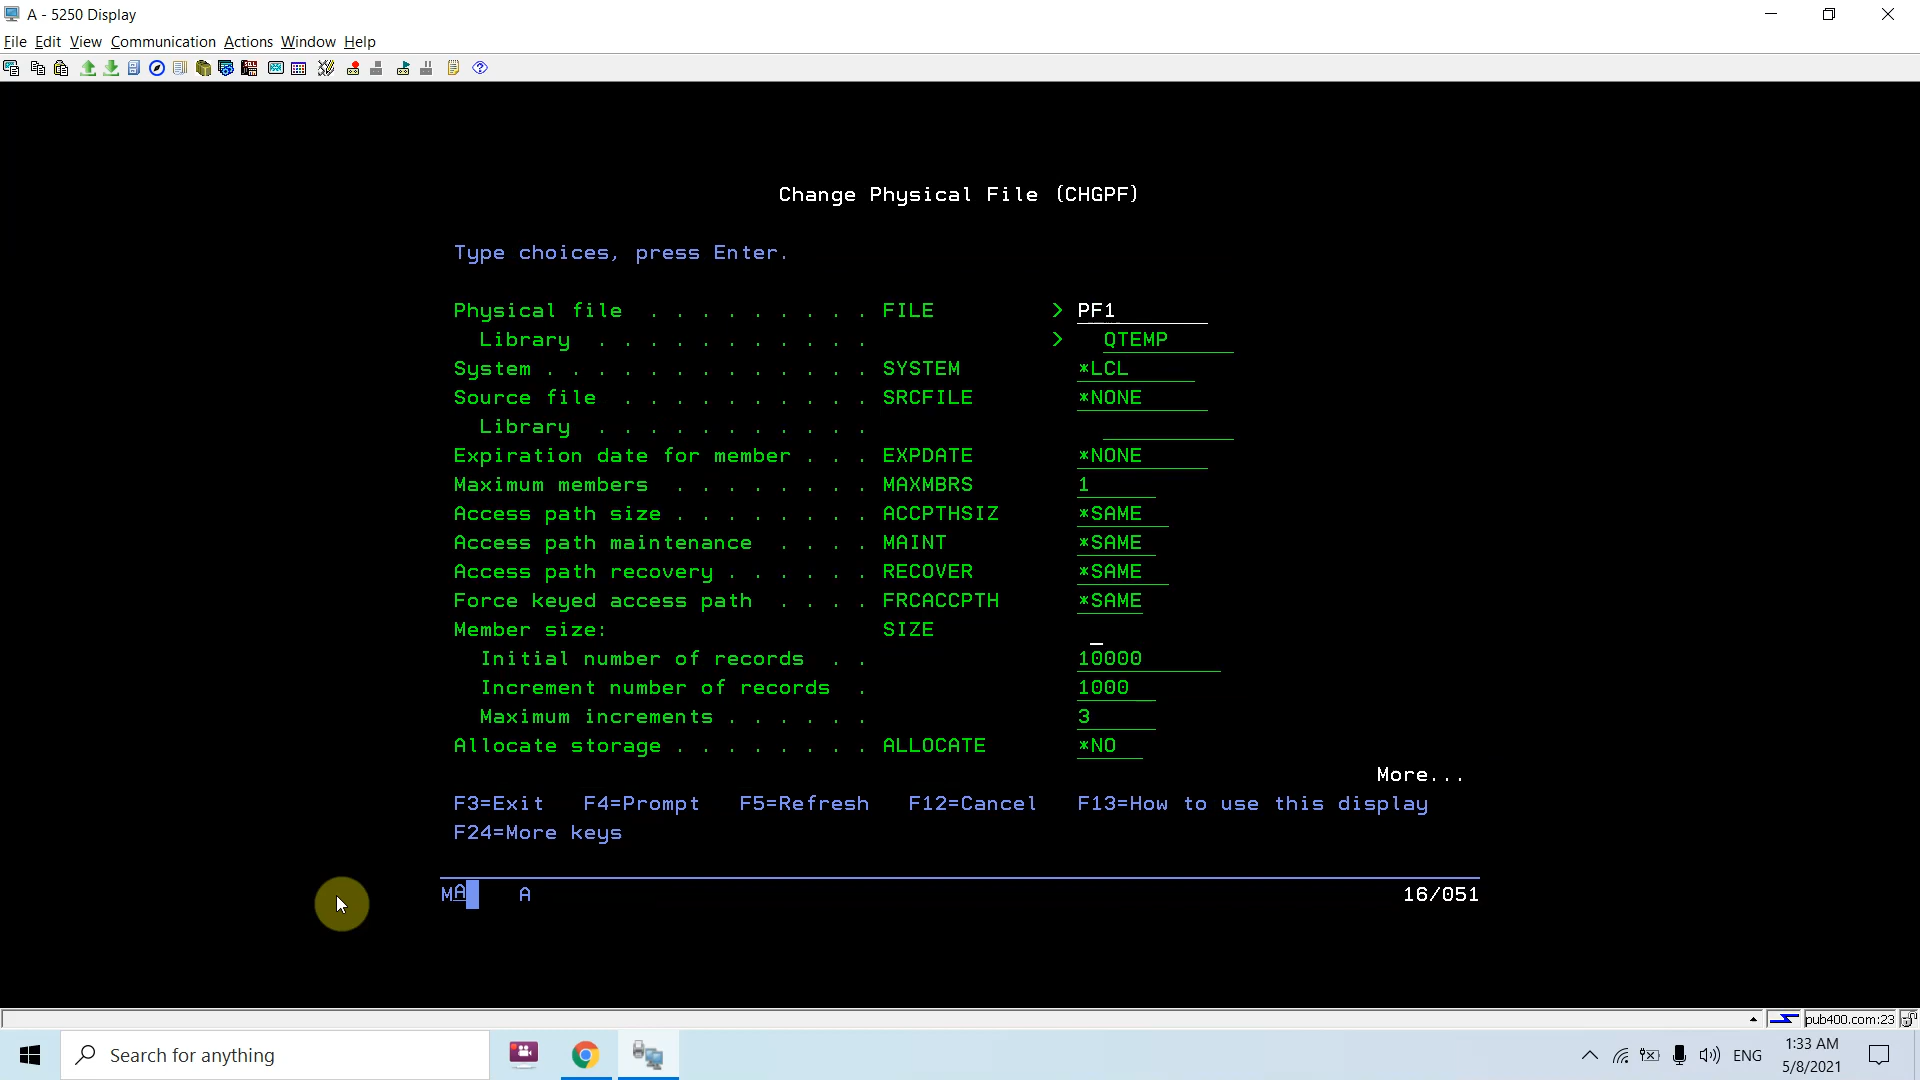 A - 5250 Display
File Edit View Communication Actions Window Help
Change Physical File (CHGPF)
Type choices, press Enter.
Physical file . . . . . . . . . FILE > PF1
Library . . . . . . . . . . . > QTEMP
System . . . . . . . . . . . . . SYSTEM *LCL
Source file . . . . . . . . . . SRCFILE *NONE
Library . . . . . . . . . . .
Expiration date for member . . . EXPDATE *NONE
Maximum members . . . . . . . . MAXMBRS 1
Access path size . . . . . . . . ACCPTHSIZ *SAME
Access path maintenance . . . . MAINT *SAME
Access path recovery . . . . . . RECOVER *SAME
Force keyed access path . . . . FRCACCPTH *SAME
Member size: SIZE
Initial number of records . . 10000
Increment number of records . 1000
Maximum increments . . . . . . 3
Allocate storage . . . . . . . . ALLOCATE *NO
More...
F3=Exit F4=Prompt F5=Refresh F12=Cancel F13=How to use this display
F24=More keys
MA A 16/051
pub400.com:23
Search for anything
ENG
1:33 AM
5/8/2021